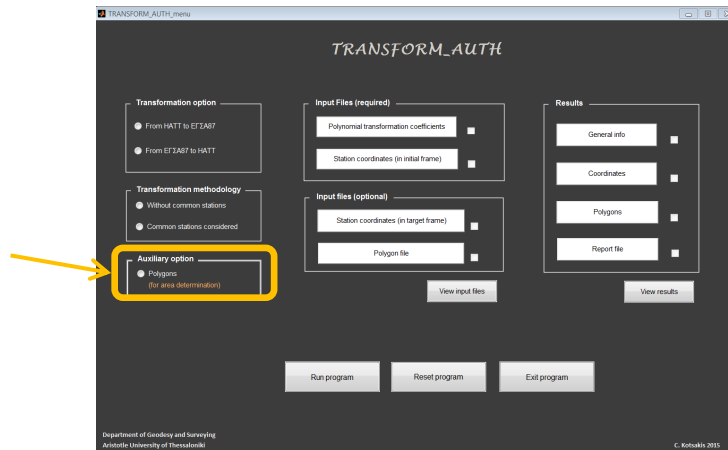 TRANSFORM_AUTH_menu
TRANSFORM_AUTH
Transformation option
From HATT to ΕΓΣΑ87
From ΕΓΣΑ87 to HATT
Transformation methodology
Without common stations
Common stations considered
Auxiliary option
Polygons
(for area determination)
Input Files (required)
Polynomial transformation coefficients
Station coordinates (in initial frame)
Input files (optional)
Station coordinates (in target frame)
Polygon file
View input files
Results
General info
Coordinates
Polygons
Report file
View results
Run program
Reset program
Exit program
Department of Geodesy and Surveying
Aristotle University of Thessaloniki
C. Kotsakis 2015